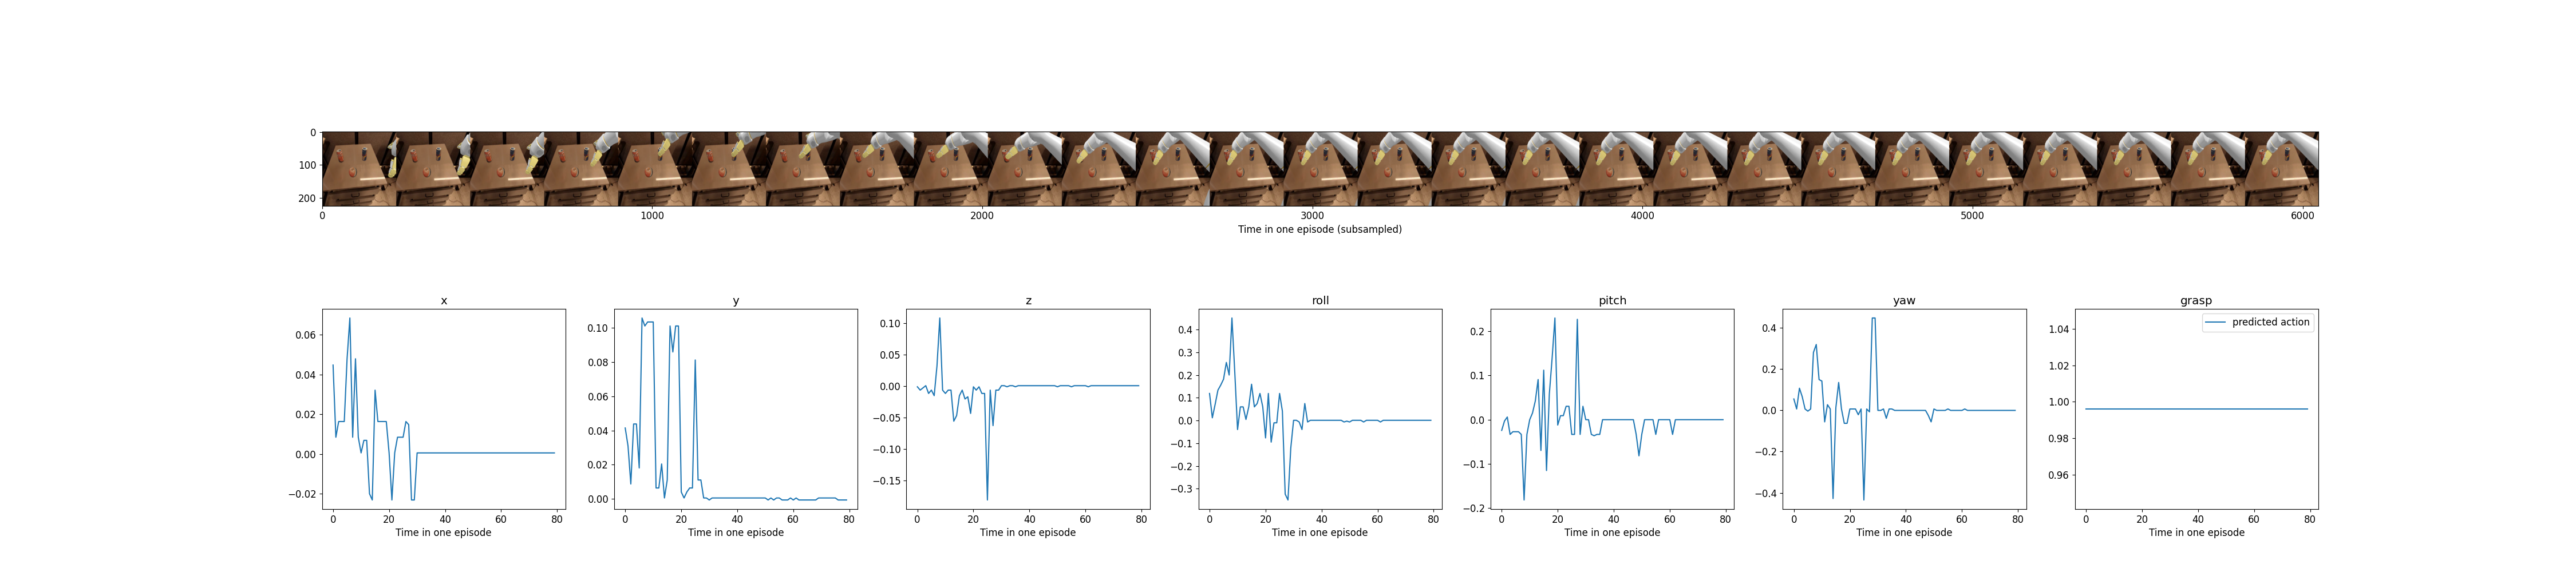 0
100
200
0 1000 2000 3000 4000 5000 6000
Time in one episode (subsampled)
x y z roll pitch yaw grasp
0.06
0.04
0.02
0.00
−0.02
0 20 40 60 80
Time in one episode
0.10
0.08
0.06
0.04
0.02
0.00
0 20 40 60 80
Time in one episode
0.10
0.05
0.00
−0.05
−0.10
−0.15
0 20 40 60 80
Time in one episode
0.4
0.3
0.2
0.1
0.0
−0.1
−0.2
−0.3
0 20 40 60 80
Time in one episode
0.2
0.1
0.0
−0.1
−0.2
0 20 40 60 80
Time in one episode
0.4
0.2
0.0
−0.2
−0.4
0 20 40 60 80
Time in one episode
predicted action
1.04
1.02
1.00
0.98
0.96
0 20 40 60 80
Time in one episode